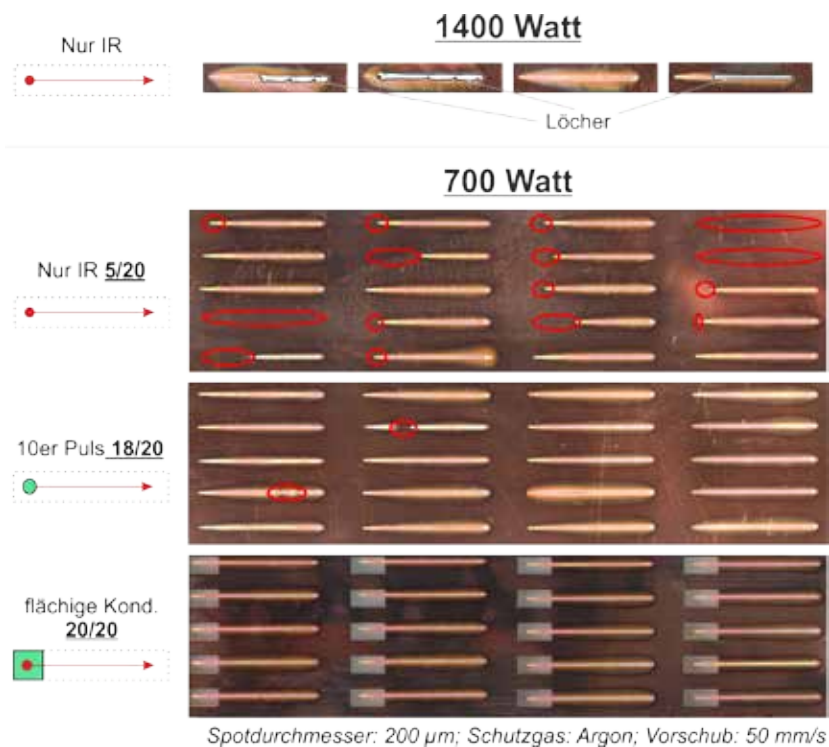 1400 Watt
Nur IR
Löcher
700 Watt
Nur IR 5/20
10er Puls 18/20
flächige Kond.
20/20
Spotdurchmesser: 200 µm; Schutzgas: Argon; Vorschub: 50 mm/s